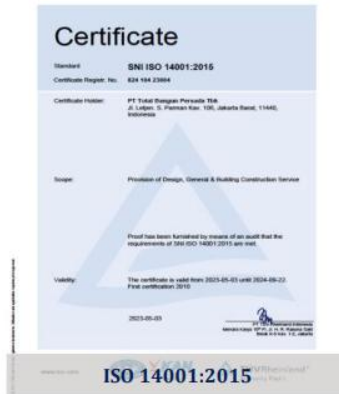 Certificate
Standard SNI ISO 14001:2015
Certificate Registr. No. 824 104 23004
Certificate Holder: PT Total Bangun Persada Tbk
Jl. Letjen. S. Parman Kav. 106, Jakarta Barat, 11440,
Indonesia
Scope: Provision of Design, General & Building Construction Service
Proof has been furnished by means of an audit that the
requirements of SNI ISO 14001:2015 are met.
Validity: The certificate is valid from 2023-05-03 until 2024-09-22.
First certification 2010
2023-05-03
ISO 14001:2015